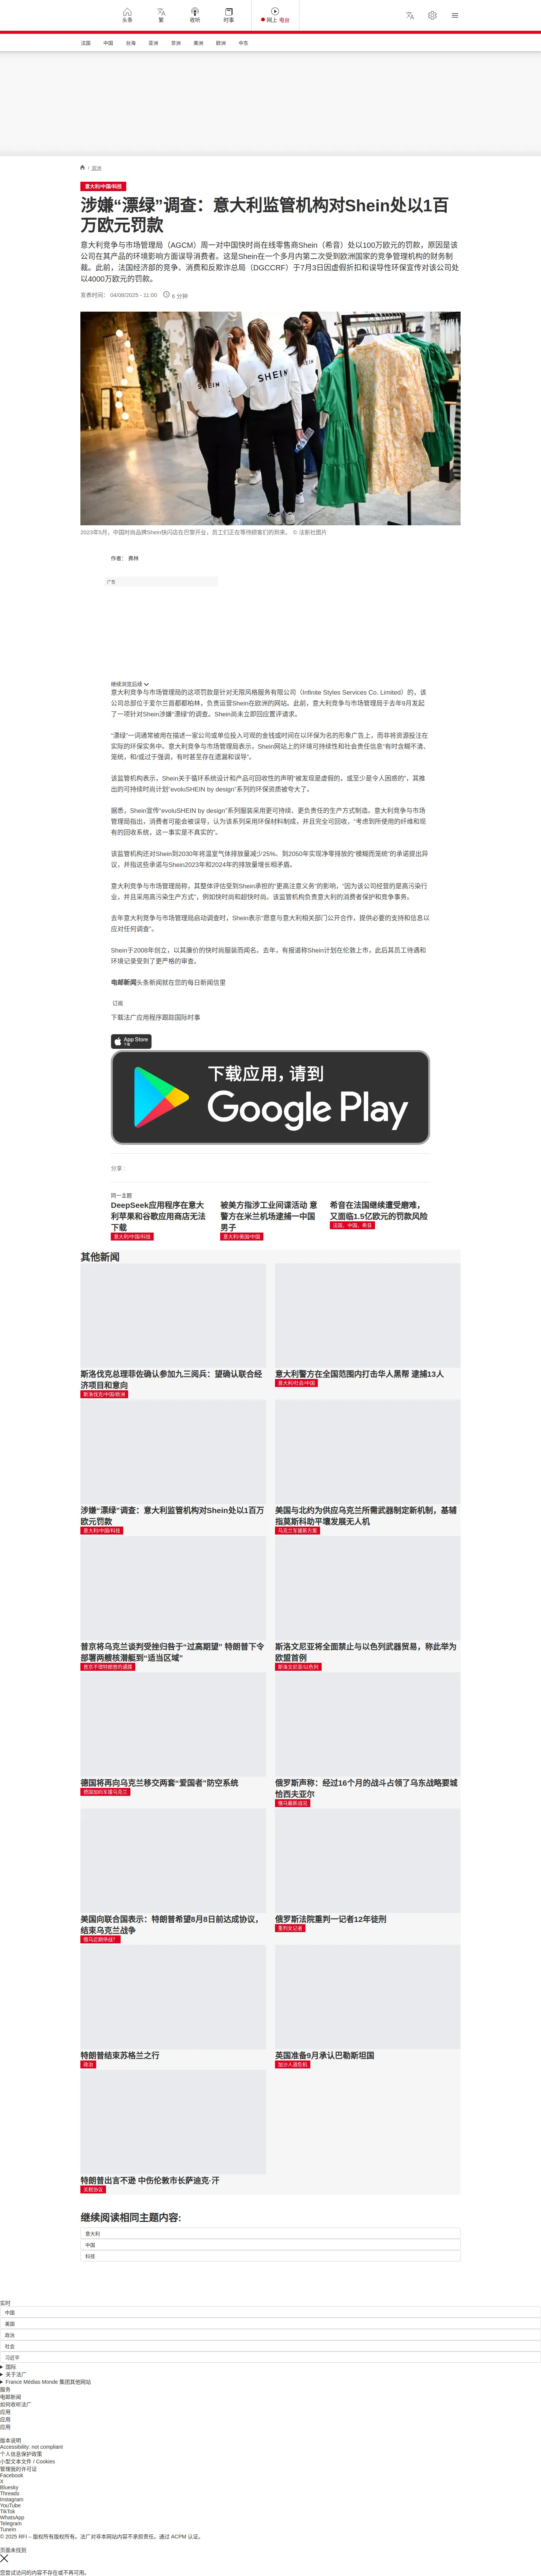 头条
繁
收听
时事
网上 电台
法国 中国 台海 亚洲 非洲 美洲 欧洲 中东
/ 欧洲
意大利/中国/科技
涉嫌“漂绿”调查：意大利监管机构对Shein处以1百
万欧元罚款
意大利竞争与市场管理局（AGCM）周一对中国快时尚在线零售商Shein（希音）处以100万欧元的罚款，原因是该
公司在其产品的环境影响方面误导消费者。这是Shein在一个多月内第二次受到欧洲国家的竞争管理机构的财务制
裁。此前，法国经济部的竞争、消费和反欺诈总局（DGCCRF）于7月3日因虚假折扣和误导性环保宣传对该公司处
以4000万欧元的罚款。
发表时间： 04/08/2025 - 11:00 6 分钟
SHEIN
SHEIN
SHEIN
2023年5月，中国时尚品牌Shein快闪店在巴黎开业，员工们正在等待顾客们的到来。 © 法新社图片
作者： 弗林
广告
继续浏览后续
意大利竞争与市场管理局的这项罚款是针对无限风格服务有限公司（Infinite Styles Services Co. Limited）的，该
公司总部位于爱尔兰首都都柏林，负责运营Shein在欧洲的网站。此前，意大利竞争与市场管理局于去年9月发起
了一项针对Shein涉嫌“漂绿”的调查。Shein尚未立即回应置评请求。
“漂绿”一词通常被用在描述一家公司或单位投入可观的金钱或时间在以环保为名的形象广告上，而非将资源投注在
实际的环保实务中。意大利竞争与市场管理局表示，Shein网站上的环境可持续性和社会责任信息“有时含糊不清、
笼统，和/或过于强调，有时甚至存在遗漏和误导”。
该监管机构表示，Shein关于循环系统设计和产品可回收性的声明“被发现是虚假的，或至少是令人困惑的”，其推
出的可持续时尚计划“evoluSHEIN by design”系列的环保资质被夸大了。
据悉，Shein宣传“evoluSHEIN by design”系列服装采用更可持续、更负责任的生产方式制造。意大利竞争与市场
管理局指出，消费者可能会被误导，认为该系列采用环保材料制成，并且完全可回收，“考虑到所使用的纤维和现
有的回收系统，这一事实是不真实的”。
该监管机构还对Shein到2030年将温室气体排放量减少25%、到2050年实现净零排放的“模糊而笼统”的承诺提出异
议，并指这些承诺与Shein2023年和2024年的排放量增长相矛盾。
意大利竞争与市场管理局称，其整体评估受到Shein承担的“更高注意义务”的影响，“因为该公司经营的是高污染行
业，并且采用高污染生产方式”，例如快时尚和超快时尚。该监管机构负责意大利的消费者保护和竞争事务。
去年意大利竞争与市场管理局启动调查时，Shein表示“愿意与意大利相关部门公开合作，提供必要的支持和信息以
应对任何调查”。
Shein于2008年创立，以其廉价的快时尚服装而闻名。去年，有报道称Shein计划在伦敦上市，此后其员工待遇和
环境记录受到了更严格的审查。
电邮新闻头条新闻就在您的每日新闻信里
订阅
下载法广应用程序跟踪国际时事
App Store
下载
下载应用，请到
Google Play
分享 :
同一主题
DeepSeek应用程序在意大
利苹果和谷歌应用商店无法
下载
意大利/中国/科技
被美方指涉工业间谍活动 意
警方在米兰机场逮捕一中国
男子
意大利/美国/中国
希音在法国继续遭受磨难，
又面临1.5亿欧元的罚款风险
法国、中国、希音
其他新闻
斯洛伐克总理菲佐确认参加九三阅兵：望确认联合经
济项目和意向
斯洛伐克/中国/欧洲
意大利警方在全国范围内打击华人黑帮 逮捕13人
意大利/社会/中国
涉嫌“漂绿”调查：意大利监管机构对Shein处以1百万
欧元罚款
意大利/中国/科技
美国与北约为供应乌克兰所需武器制定新机制，基辅
指莫斯科助平壤发展无人机
乌克兰军援新方案
普京将乌克兰谈判受挫归咎于“过高期望” 特朗普下令
部署两艘核潜艇到“适当区域”
普京不理特朗普的通牒
斯洛文尼亚将全面禁止与以色列武器贸易，称此举为
欧盟首例
斯洛文尼亚/以色列
德国将再向乌克兰移交两套“爱国者”防空系统
德国加码军援乌克兰
俄罗斯声称：经过16个月的战斗占领了乌东战略要城
恰西夫亚尔
俄乌最新战况
美国向联合国表示：特朗普希望8月8日前达成协议，
结束乌克兰战争
俄乌近期停战？
俄罗斯法院重判一记者12年徒刑
重判女记者
特朗普结束苏格兰之行
政治
英国准备9月承认巴勒斯坦国
加沙人道危机
特朗普出言不逊 中伤伦敦市长萨迪克·汗
关税协议
继续阅读相同主题内容:
意大利
中国
科技
实时
中国
美国
政治
社会
习近平
国际
关于法广
France Médias Monde 集团其他网站
服务
电邮新闻
如何收听法广
应用
应用
应用
版本说明
Accessibility: not compliant
个人信息保护政策
小型文本文件 / Cookies
管理我的许可证
Facebook
X
Bluesky
Threads
Instagram
YouTube
TikTok
WhatsApp
Telegram
TuneIn
© 2025 RFI – 版权所有版权所有。法广对非本网站内容不承担责任。通过 ACPM 认证。
页面未找到
您尝试访问的内容不存在或不再可用。